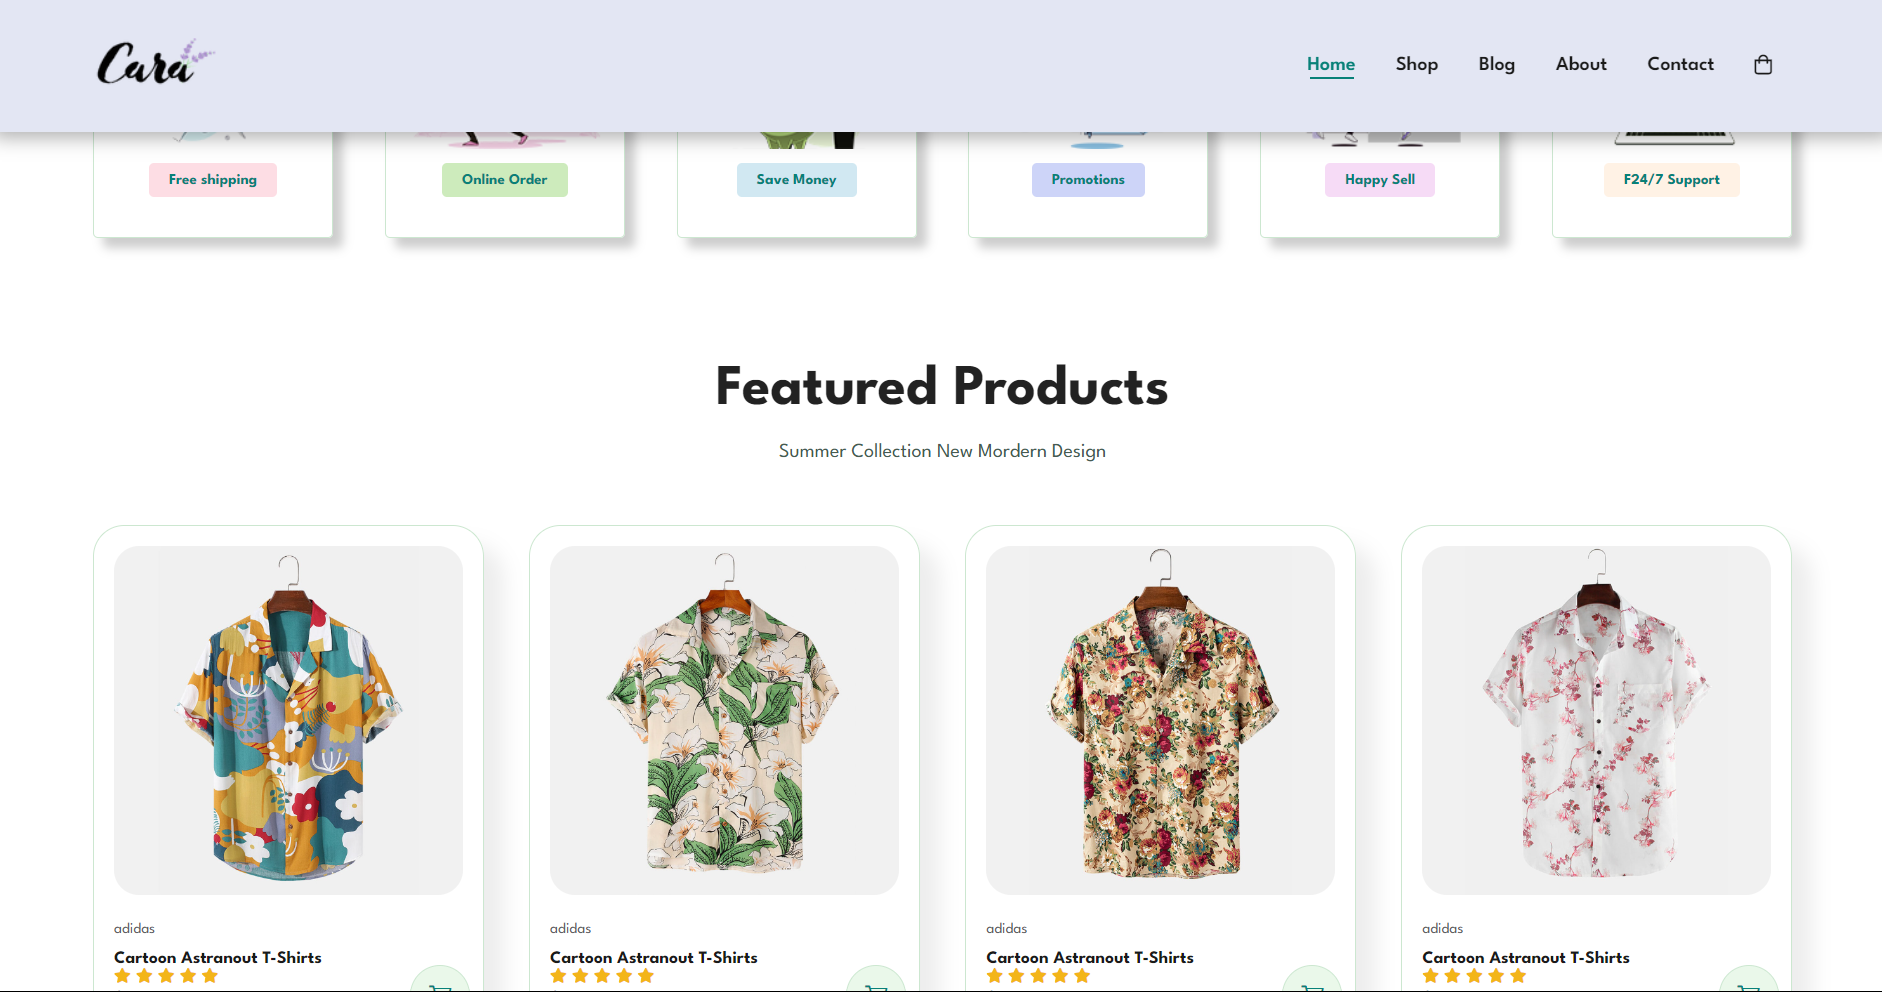 Cara
Home Shop Blog About Contact
Free shipping Online Order Save Money Promotions Happy Sell F24/7 Support
Featured Products
Summer Collection New Mordern Design
adidas adidas adidas adidas
Cartoon Astranout T-Shirts Cartoon Astranout T-Shirts Cartoon Astranout T-Shirts Cartoon Astranout T-Shirts